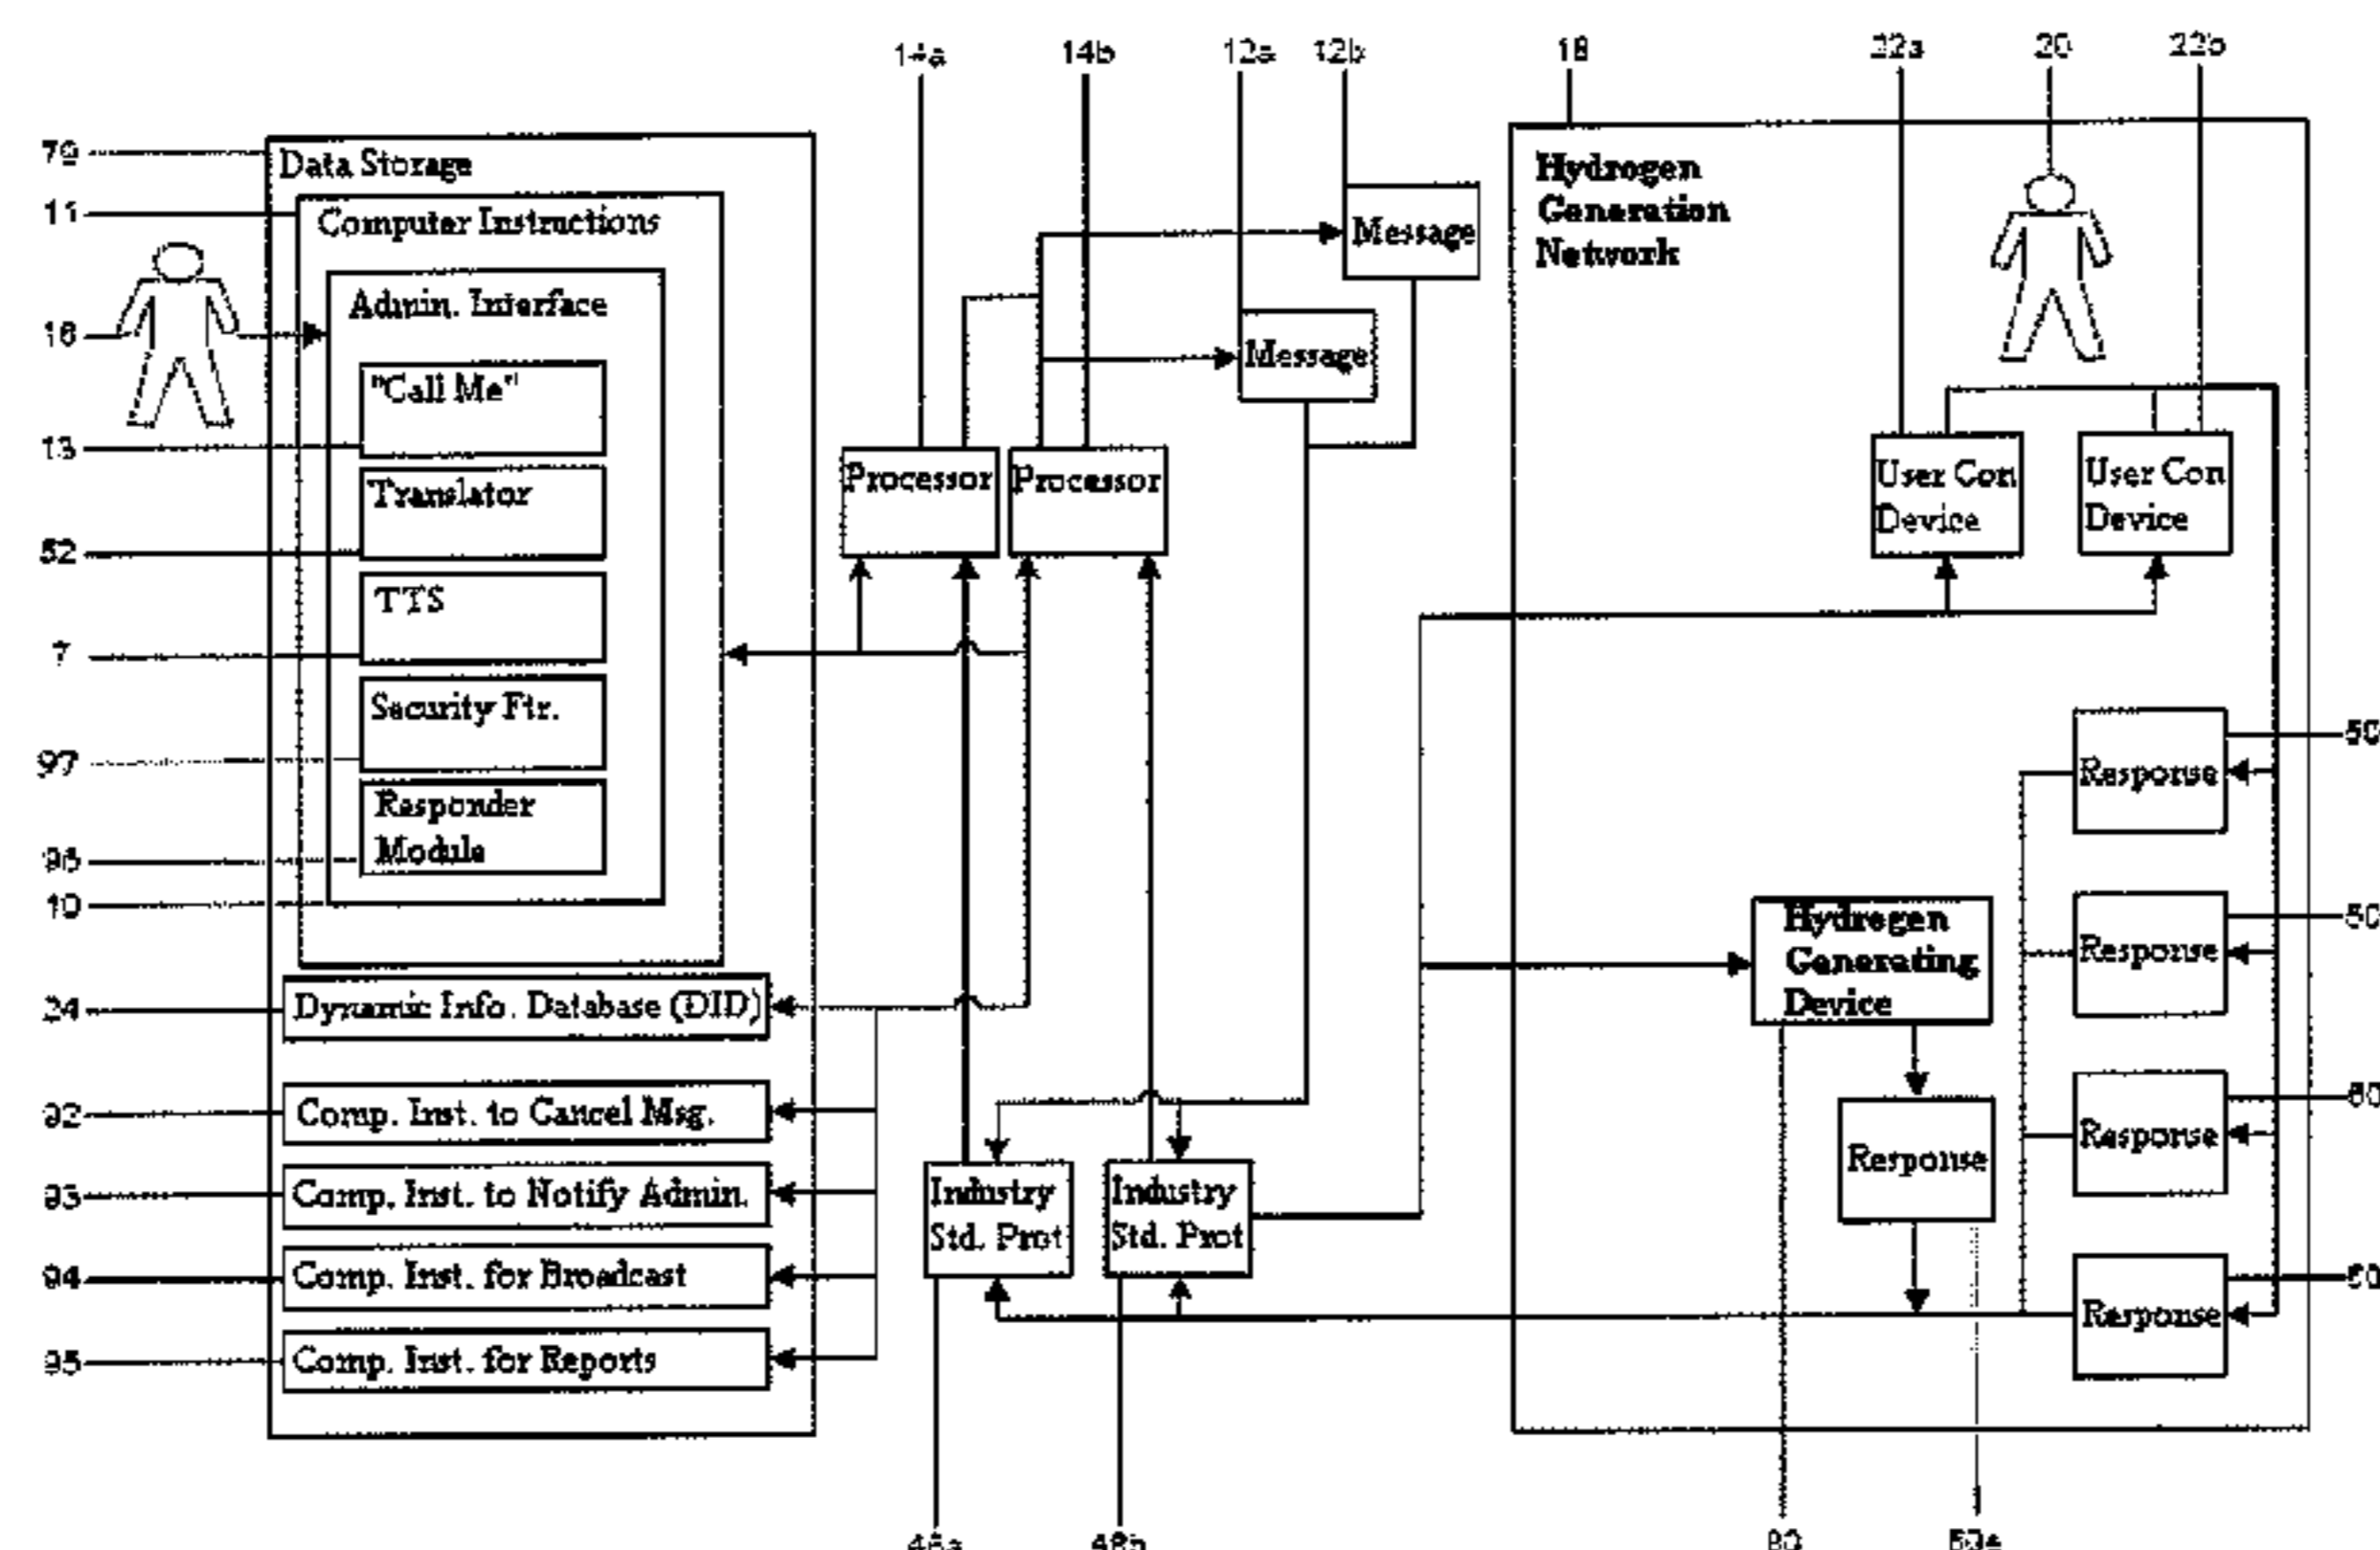 14a
14b
12a
12b
18
22a
20
22b
79
Data Storage
11
Computer Instructions
16
Admin. Interface
13
"Call Me"
52
Translator
7
TTS
97
Security Ftr.
96
Responder
Module
10
24
Dynamic Info. Database (DID)
92
Comp. Inst. to Cancel Msg.
93
Comp. Inst. to Notify Admin.
94
Comp. Inst. for Broadcast
95
Comp. Inst. for Reports
Message
Message
Processor
Processor
Industry
Std. Prot
Industry
Std. Prot
Hydrogen
Generation
Network
User Con
Device
User Con
Device
Response
Response
Response
Response
Hydrogen
Generating
Device
Response
80